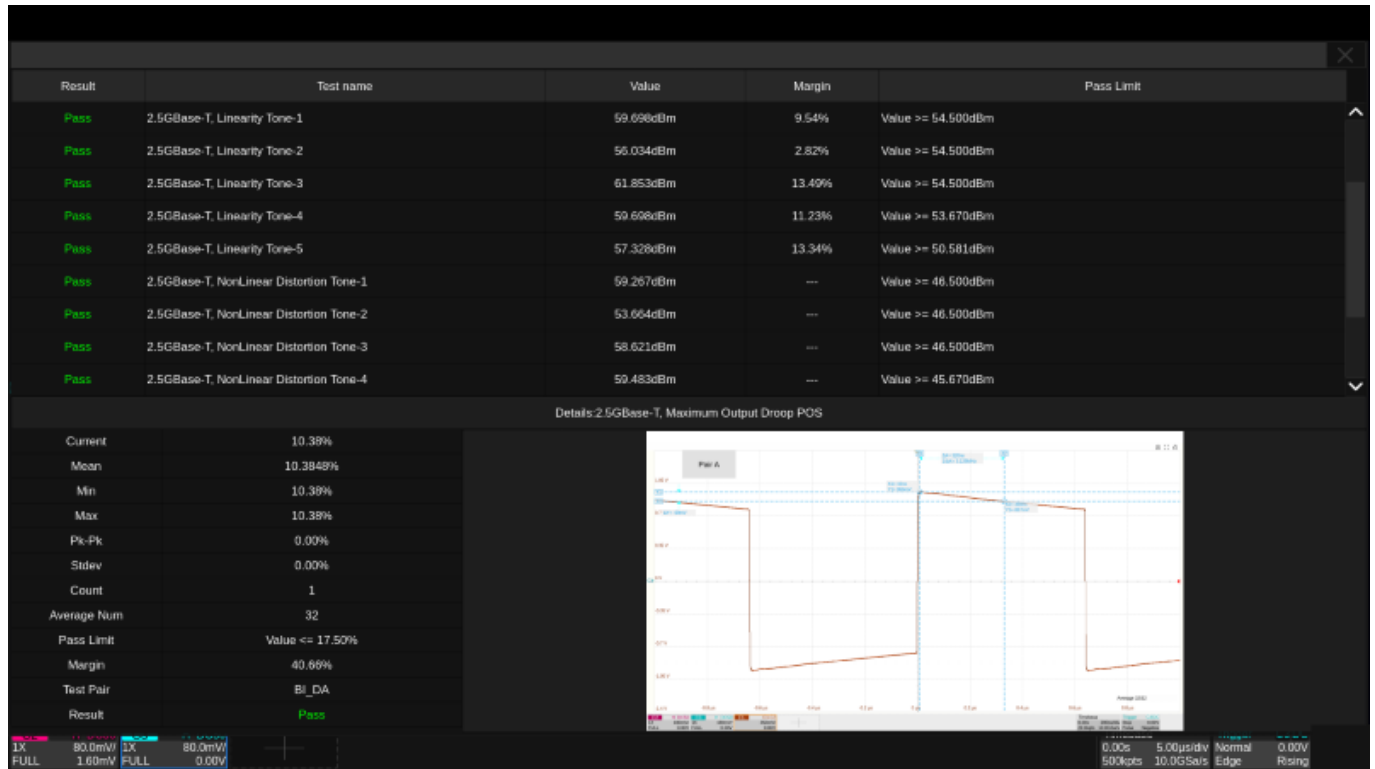 Result Test name Value Margin Pass Limit
Pass 2.5GBase-T, Linearity Tone-1 59.698dBm 9.54% Value >= 54.500dBm
Pass 2.5GBase-T, Linearity Tone-2 56.034dBm 2.82% Value >= 54.500dBm
Pass 2.5GBase-T, Linearity Tone-3 61.853dBm 13.49% Value >= 54.500dBm
Pass 2.5GBase-T, Linearity Tone-4 59.698dBm 11.23% Value >= 53.670dBm
Pass 2.5GBase-T, Linearity Tone-5 57.328dBm 13.34% Value >= 50.581dBm
Pass 2.5GBase-T, NonLinear Distortion Tone-1 59.267dBm --- Value >= 46.500dBm
Pass 2.5GBase-T, NonLinear Distortion Tone-2 53.664dBm --- Value >= 46.500dBm
Pass 2.5GBase-T, NonLinear Distortion Tone-3 58.621dBm --- Value >= 46.500dBm
Pass 2.5GBase-T, NonLinear Distortion Tone-4 59.483dBm --- Value >= 45.670dBm
Details:2.5GBase-T, Maximum Output Droop POS
Current 10.38%
Mean 10.3848%
Min 10.38%
Max 10.38%
Pk-Pk 0.00%
Stdev 0.00%
Count 1
Average Num 32
Pass Limit Value <= 17.50%
Margin 40.66%
Test Pair BI_DA
Result Pass
Pair A
1X 80.0mV/ 1X 80.0mV/ 0.00s 5.00µs/div Normal 0.00V
FULL 1.60mV FULL 0.00V 500kpts 10.0GSa/s Edge Rising